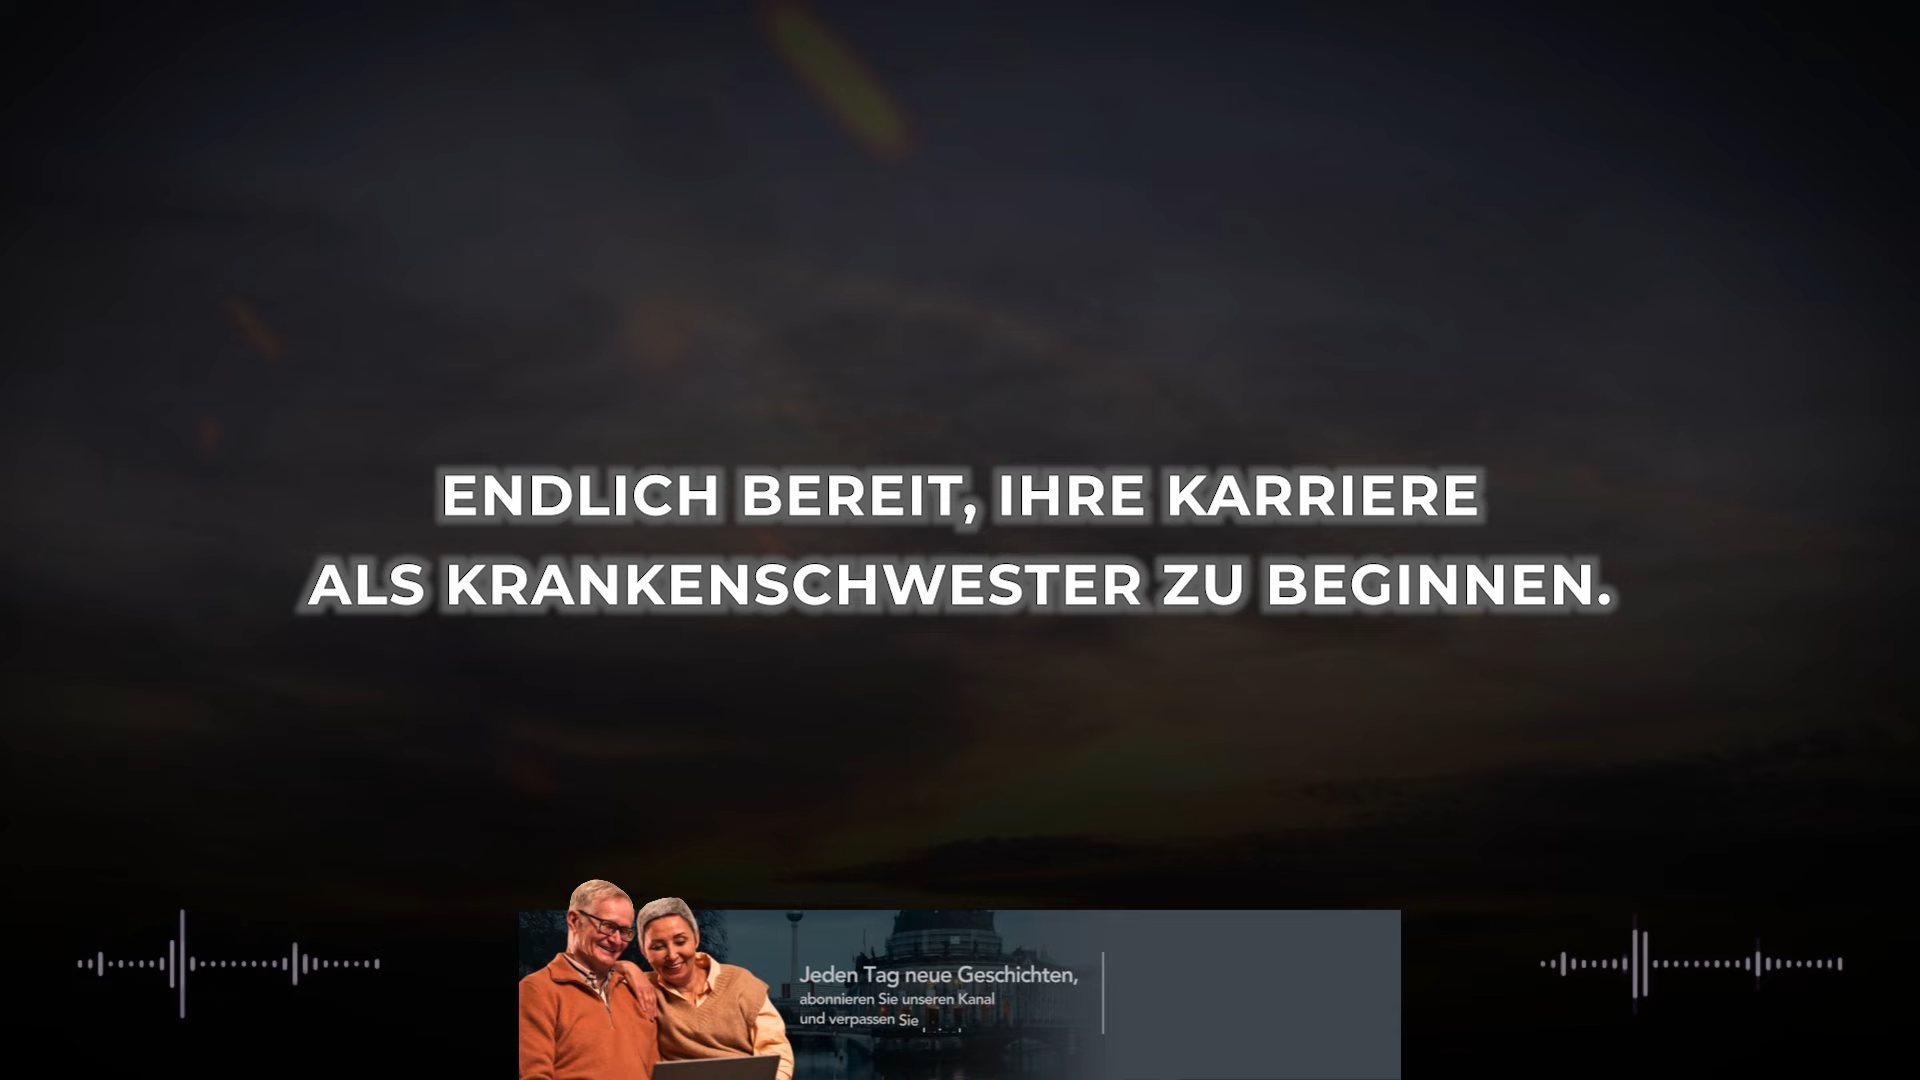 ENDLICH BEREIT, IHRE KARRIERE
ALS KRANKENSCHWESTER ZU BEGINNEN.
Jeden Tag neue Geschichten,
abonnieren Sie unseren Kanal
und verpassen Sie